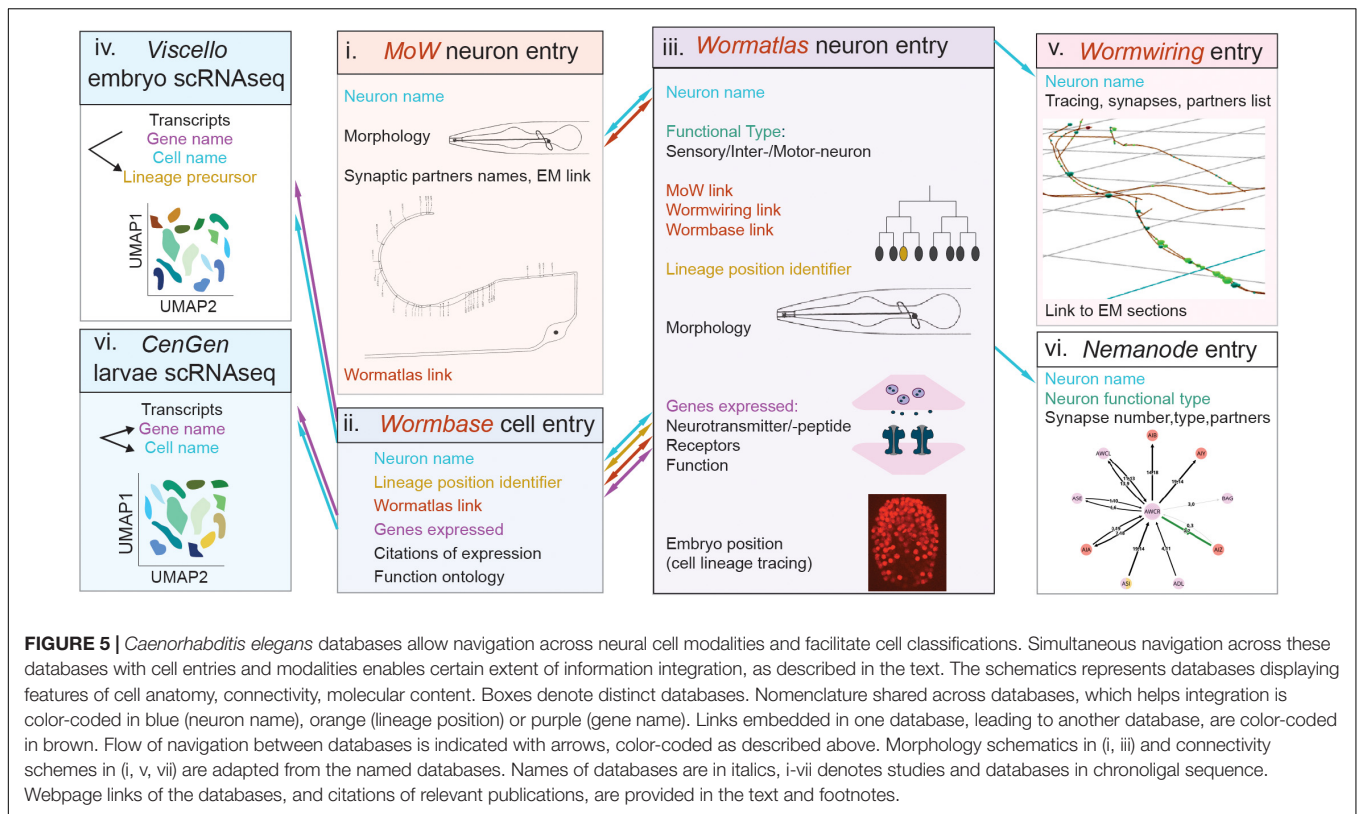 iv. Viscello
embryo scRNAseq
Transcripts
Gene name
Cell name
Lineage precursor
UMAP1
UMAP2
vi. CenGen
larvae scRNAseq
Transcripts
Gene name
Cell name
UMAP1
UMAP2
i. MoW neuron entry
Neuron name
Morphology
Synaptic partners names, EM link
Wormatlas link
ii. Wormbase cell entry
Neuron name
Lineage position identifier
Wormatlas link
Genes expressed
Citations of expression
Function ontology
iii. Wormatlas neuron entry
Neuron name
Functional Type:
Sensory/Inter-/Motor-neuron
MoW link
Wormwiring link
Wormbase link
Lineage position identifier
Morphology
Genes expressed:
Neurotransmitter/-peptide
Receptors
Function
Embryo position
(cell lineage tracing)
v. Wormwiring entry
Neuron name
Tracing, synapses, partners list
Link to EM sections
vi. Nemanode entry
Neuron name
Neuron functional type
Synapse number,type,partners
AIB
AWCL
AIY
ASE
BAG
AWCR
AIA
AIZ
ASI
ADL
FIGURE 5 | Caenorhabditis elegans databases allow navigation across neural cell modalities and facilitate cell classifications. Simultaneous navigation across these
databases with cell entries and modalities enables certain extent of information integration, as described in the text. The schematics represents databases displaying
features of cell anatomy, connectivity, molecular content. Boxes denote distinct databases. Nomenclature shared across databases, which helps integration is
color-coded in blue (neuron name), orange (lineage position) or purple (gene name). Links embedded in one database, leading to another database, are color-coded
in brown. Flow of navigation between databases is indicated with arrows, color-coded as described above. Morphology schematics in (i, iii) and connectivity
schemes in (i, v, vii) are adapted from the named databases. Names of databases are in italics, i-vii denotes studies and databases in chronoligal sequence.
Webpage links of the databases, and citations of relevant publications, are provided in the text and footnotes.